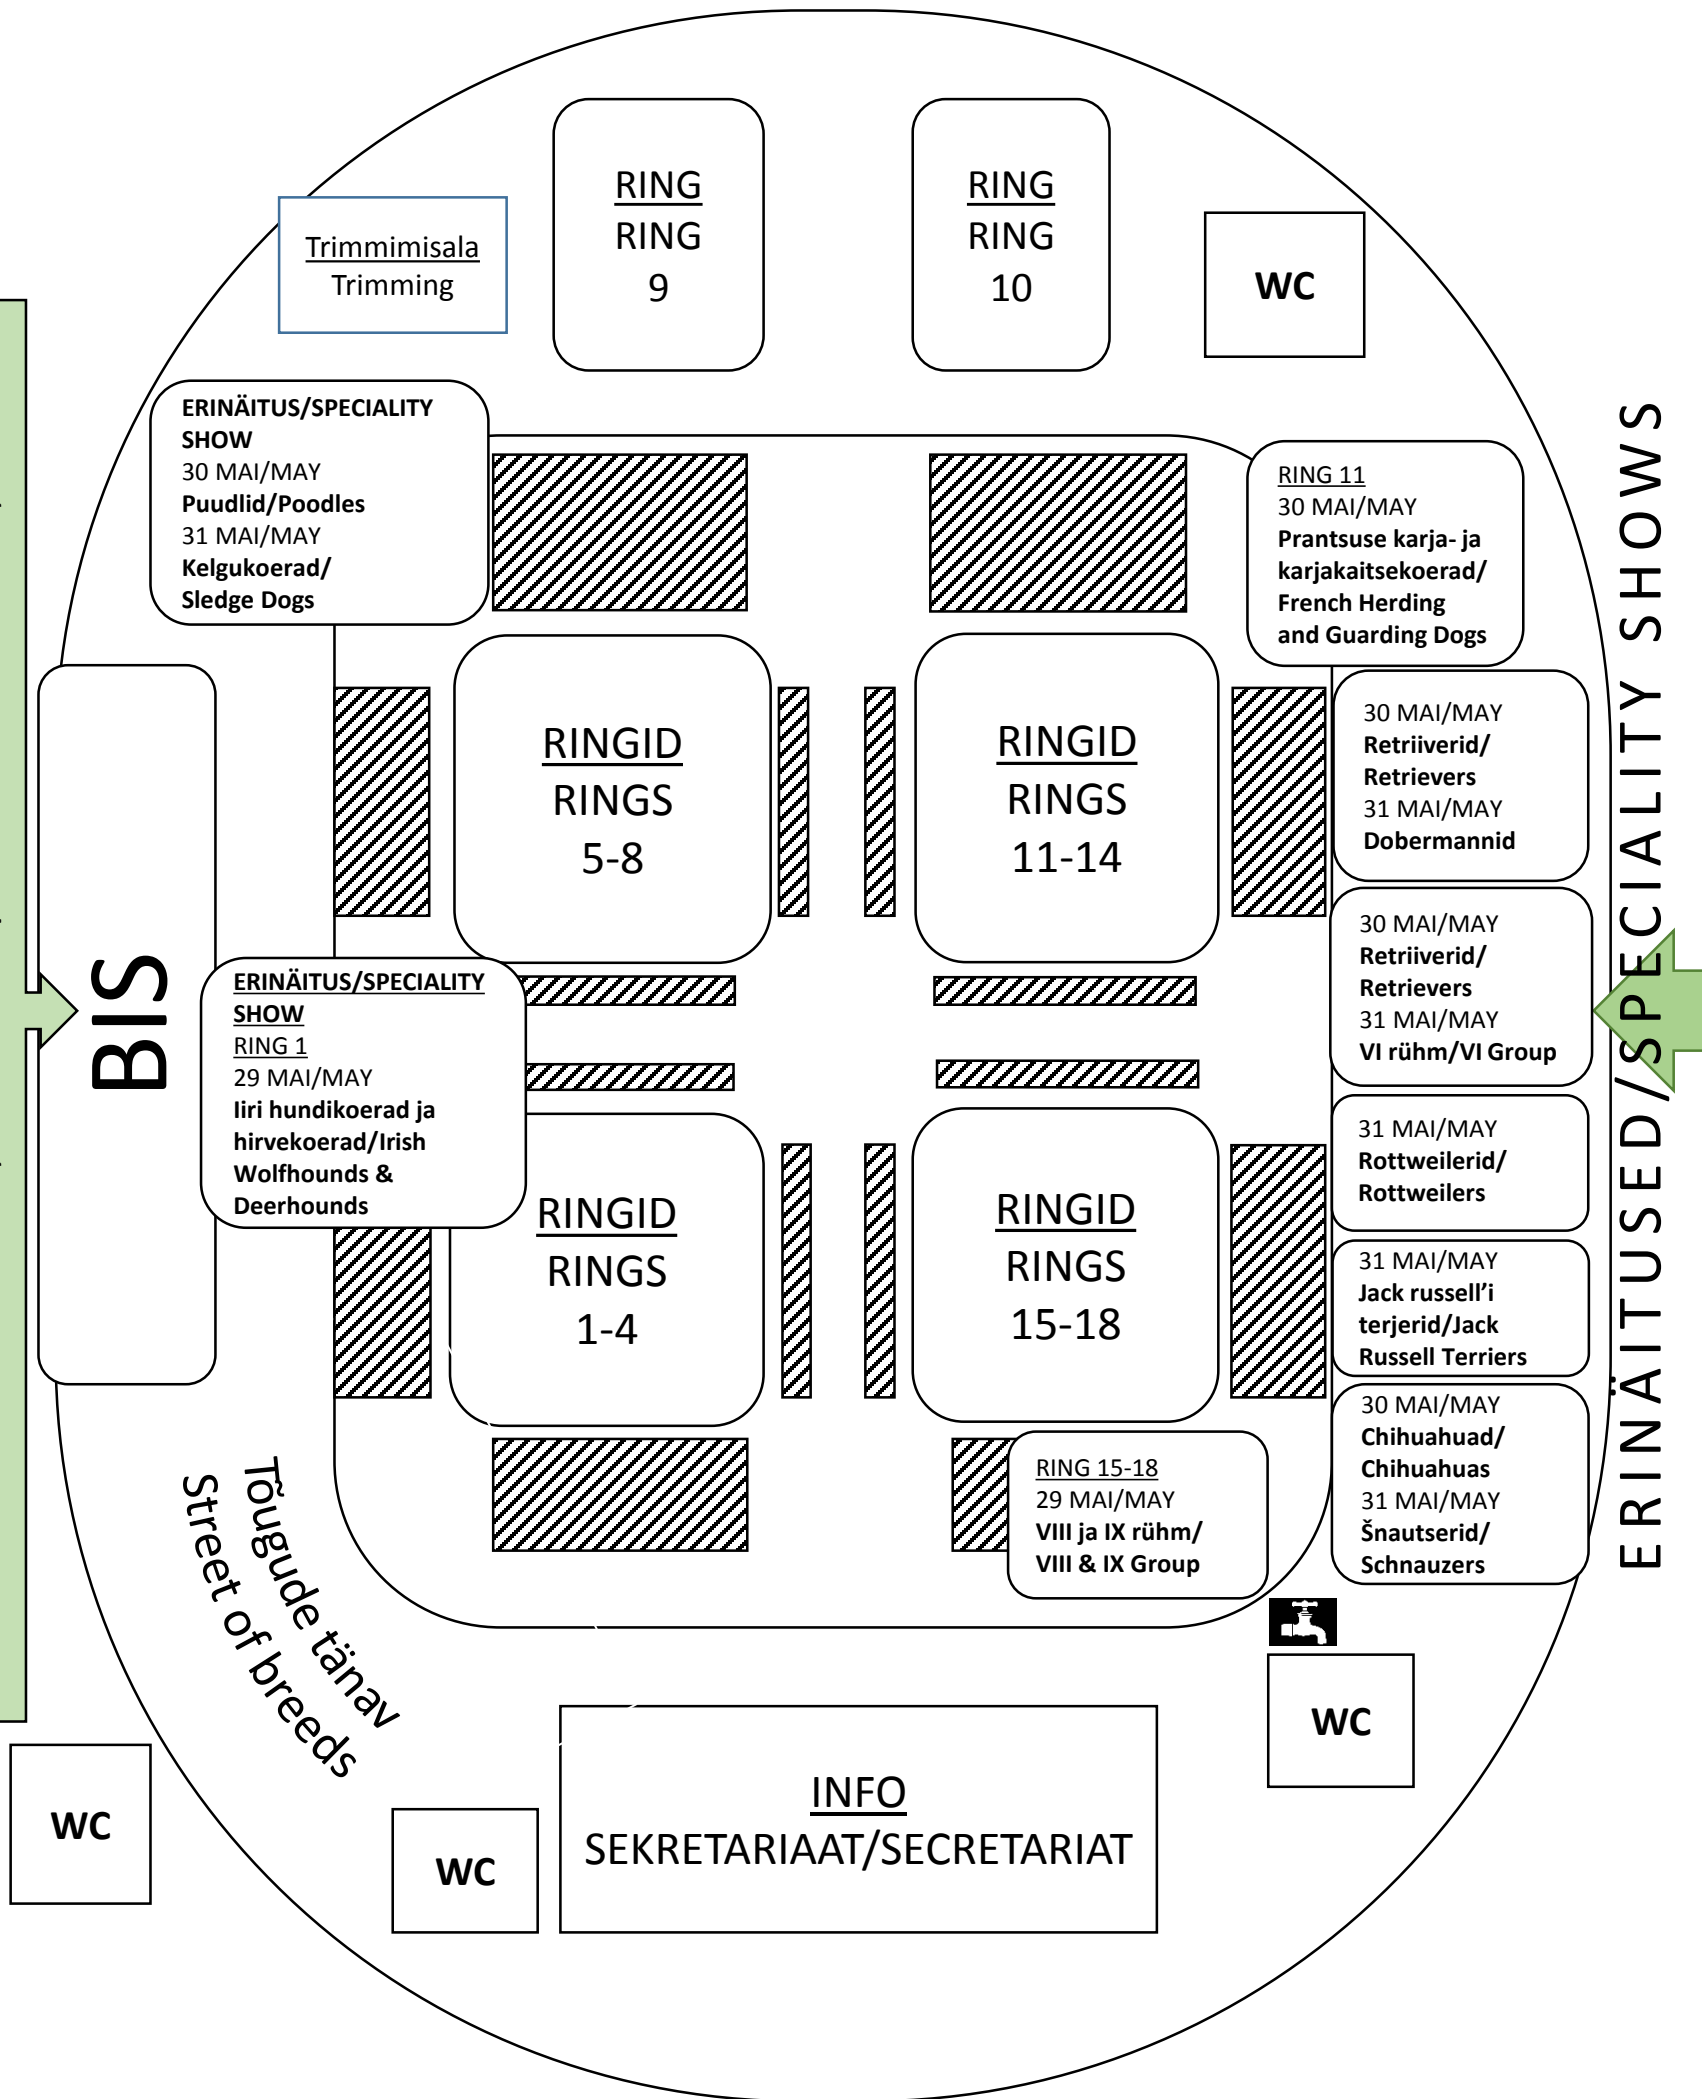 RING
RING
9
RING
RING
10
Trimmimisala
Trimming
WC
ERINÄITUS/SPECIALITY
SHOW
30 MAI/MAY
Puudlid/Poodles
31 MAI/MAY
Kelgukoerad/
Sledge Dogs
RING 11
30 MAI/MAY
Prantsuse karja- ja
karjakaitsekoerad/
French Herding
and Guarding Dogs
RINGID
RINGS
5-8
RINGID
RINGS
11-14
30 MAI/MAY
Retriiverid/
Retrievers
31 MAI/MAY
Dobermannid
30 MAI/MAY
Retriiverid/
Retrievers
31 MAI/MAY
VI rühm/VI Group
BIS
ERINÄITUS/SPECIALITY
SHOW
RING 1
29 MAI/MAY
Iiri hundikoerad ja
hirvekoerad/Irish
Wolfhounds &
Deerhounds
RINGID
RINGS
1-4
RINGID
RINGS
15-18
31 MAI/MAY
Rottweilerid/
Rottweilers
31 MAI/MAY
Jack russell’i
terjerid/Jack
Russell Terriers
30 MAI/MAY
Chihuahuad/
Chihuahuas
31 MAI/MAY
Šnautserid/
Schnauzers
RING 15-18
29 MAI/MAY
VIII ja IX rühm/
VIII & IX Group
ERINÄITUSED/SPECIALITY SHOWS
Tõugude tänav
Street of breeds
WC
WC
WC
INFO
SEKRETARIAAT/SECRETARIAT